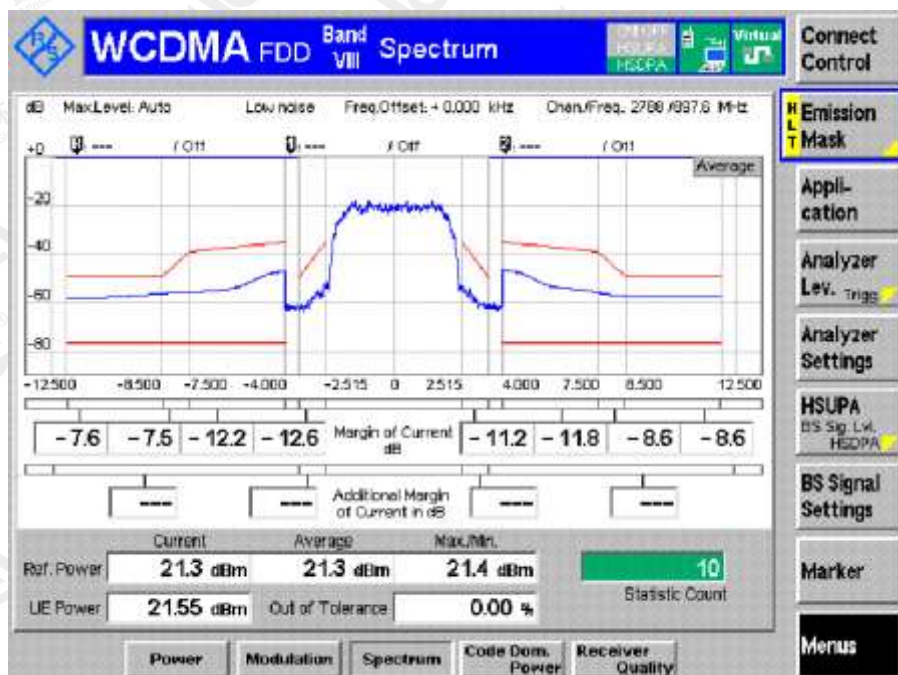 WCDMA FDD Band VIII Spectrum
HSUPA
HSDPA
Virtual
Connect Control
dB Max.Level: Auto Low noise Freq.Offset: + 0.000 kHz Chan./Freq.: 2788 /897.6 MHz
--- / Off --- / Off --- / Off
Average
+0
-20
-40
-60
-80
-12.500 -8.500 -7.500 -4.000 -2.515 0 2.515 4.000 7.500 8.500 12.500
-7.6 -7.5 -12.2 -12.6 Margin of Current dB -11.2 -11.8 -8.6 -8.6
--- --- Additional Margin of Current in dB --- ---
Current Average Max./Min.
Ref. Power 21.3 dBm 21.3 dBm 21.4 dBm 10
UE Power 21.55 dBm Out of Tolerance 0.00 % Statistic Count
Power Modulation Spectrum Code Dom. Power Receiver Quality
HLT Emission Mask
Appli-
cation
Analyzer
Lev. Trigg.
Analyzer
Settings
HSUPA
BS Sig. Lvl.
HSDPA
BS Signal
Settings
Marker
Menus